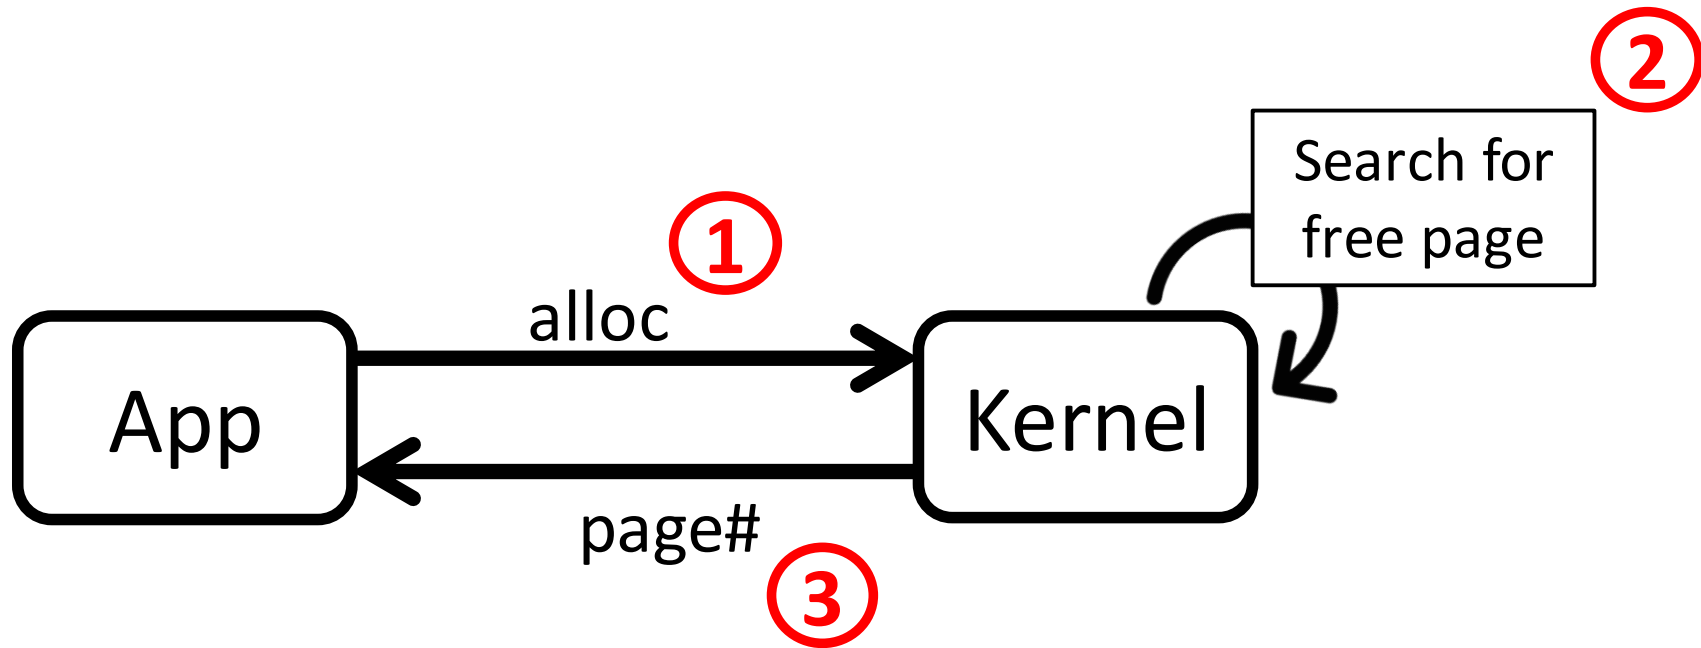 2
Search for
free page
1
alloc
App
Kernel
page#
3